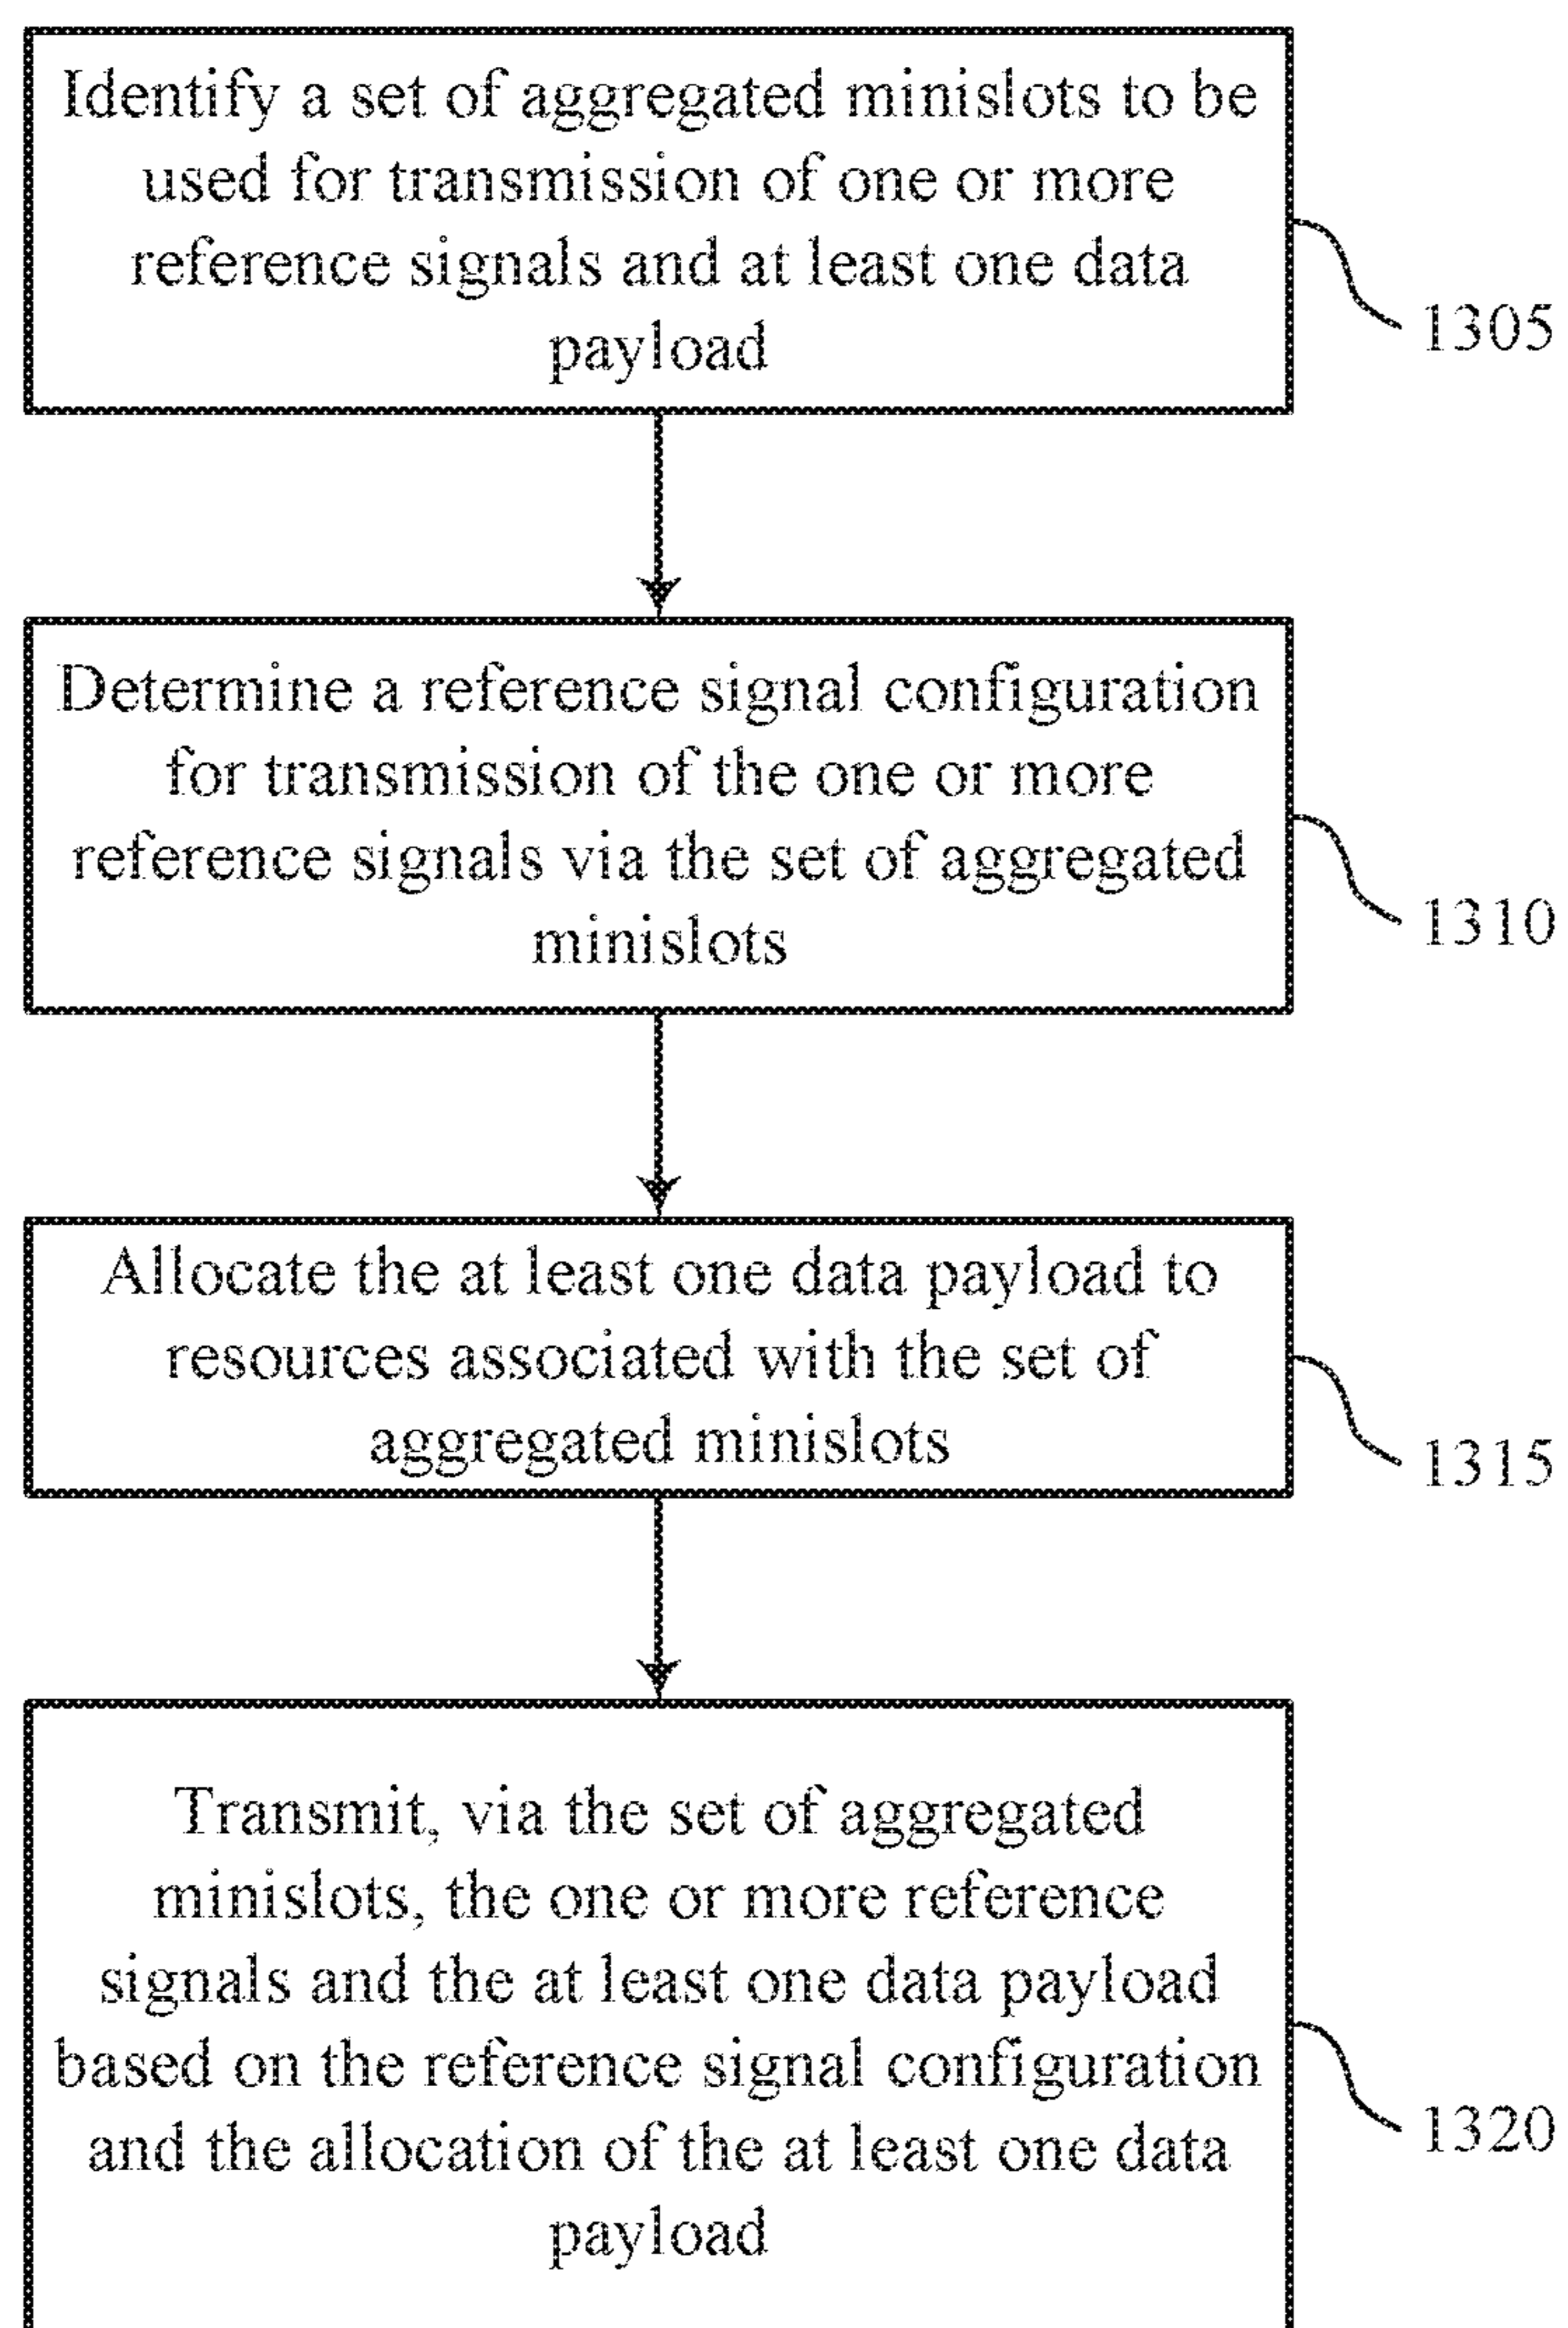 Identify a set of aggregated minislots to be
used for transmission of one or more
reference signals and at least one data
payload
1305
Determine a reference signal configuration
for transmission of the one or more
reference signals via the set of aggregated
minislots
1310
Allocate the at least one data payload to
resources associated with the set of
aggregated minislots
1315
Transmit, via the set of aggregated
minislots, the one or more reference
signals and the at least one data payload
based on the reference signal configuration
and the allocation of the at least one data
payload
1320